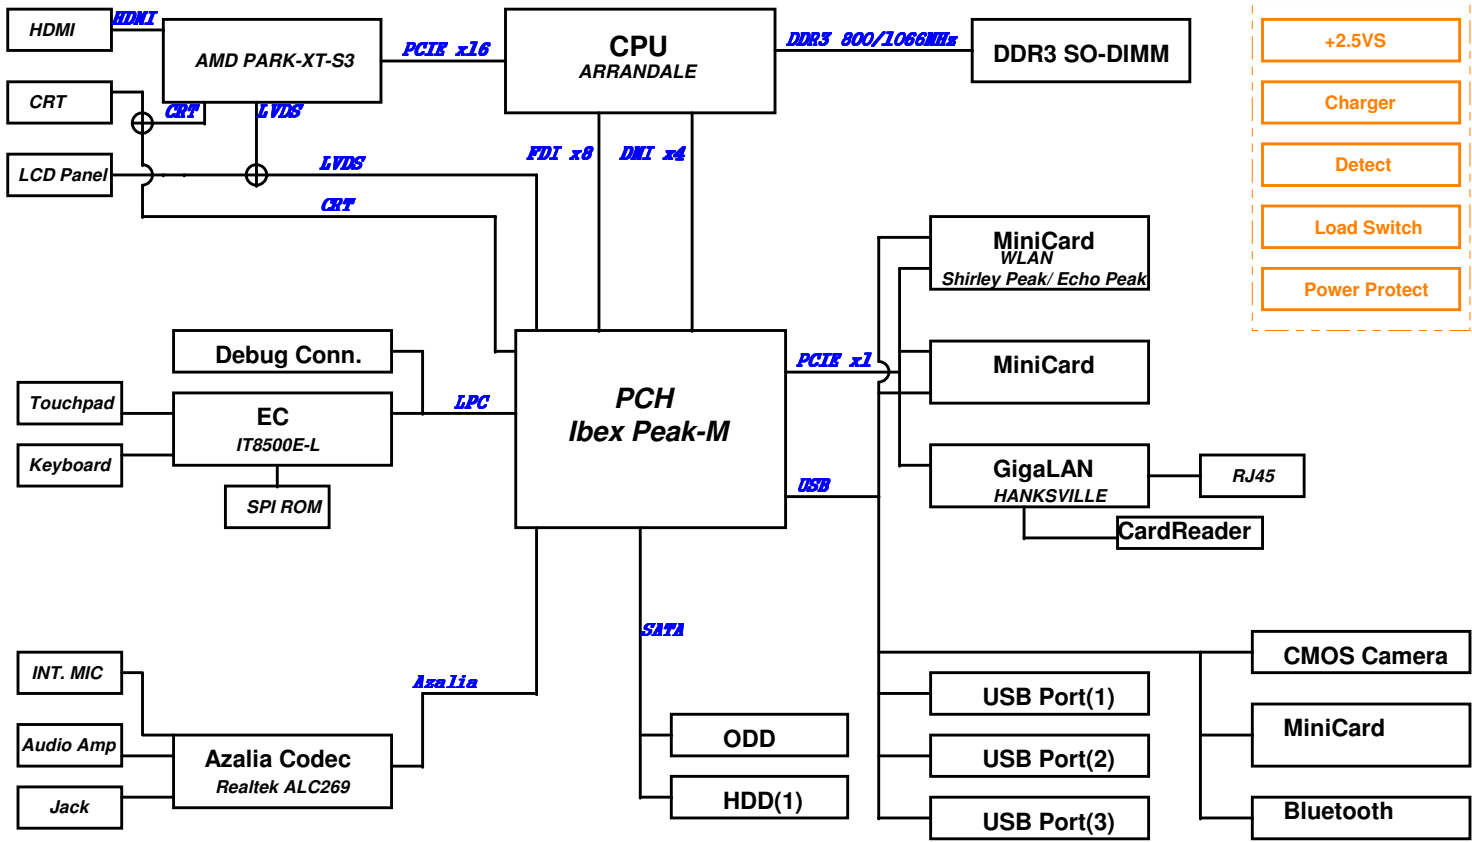 HDMI
HDMI
AMD PARK-XT-S3
PCIE x16
CPU
ARRANDALE
DDR3 800/1066MHz
DDR3 SO-DIMM
+2.5VS
CRT
CRT
LVDS
Charger
LCD Panel
LVDS
FDI x8
DMI x4
Detect
CRT
Load Switch
MiniCard
WLAN
Shirley Peak/ Echo Peak
Power Protect
Debug Conn.
PCIE x1
MiniCard
Touchpad
EC
IT8500E-L
LPC
PCH
Ibex Peak-M
Keyboard
SPI ROM
USB
GigaLAN
HANKSVILLE
RJ45
CardReader
SATA
INT. MIC
Azalia
CMOS Camera
USB Port(1)
Audio Amp
Azalia Codec
Realtek ALC269
ODD
USB Port(2)
MiniCard
Jack
HDD(1)
USB Port(3)
Bluetooth